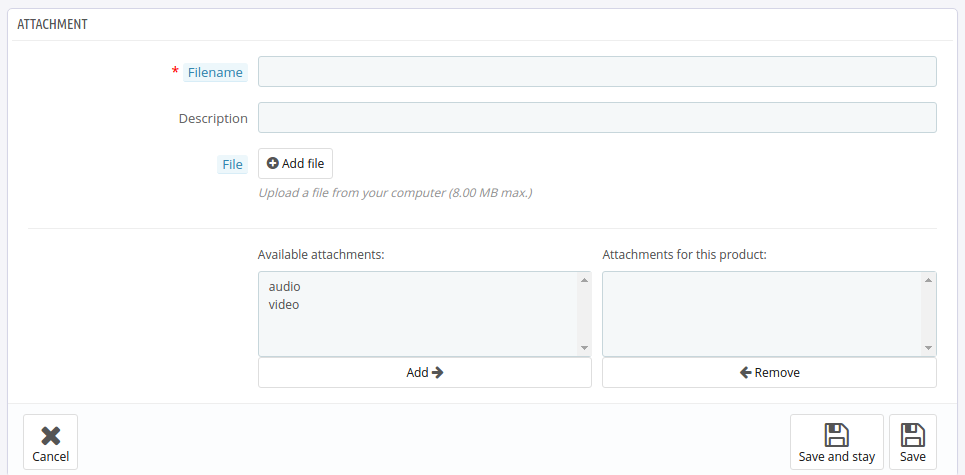 ATTACHMENT
* Filename
Description
File
Add file
Upload a file from your computer (8.00 MB max.)
Available attachments:
Attachments for this product:
audio
video
Add
Remove
Cancel
Save and stay
Save